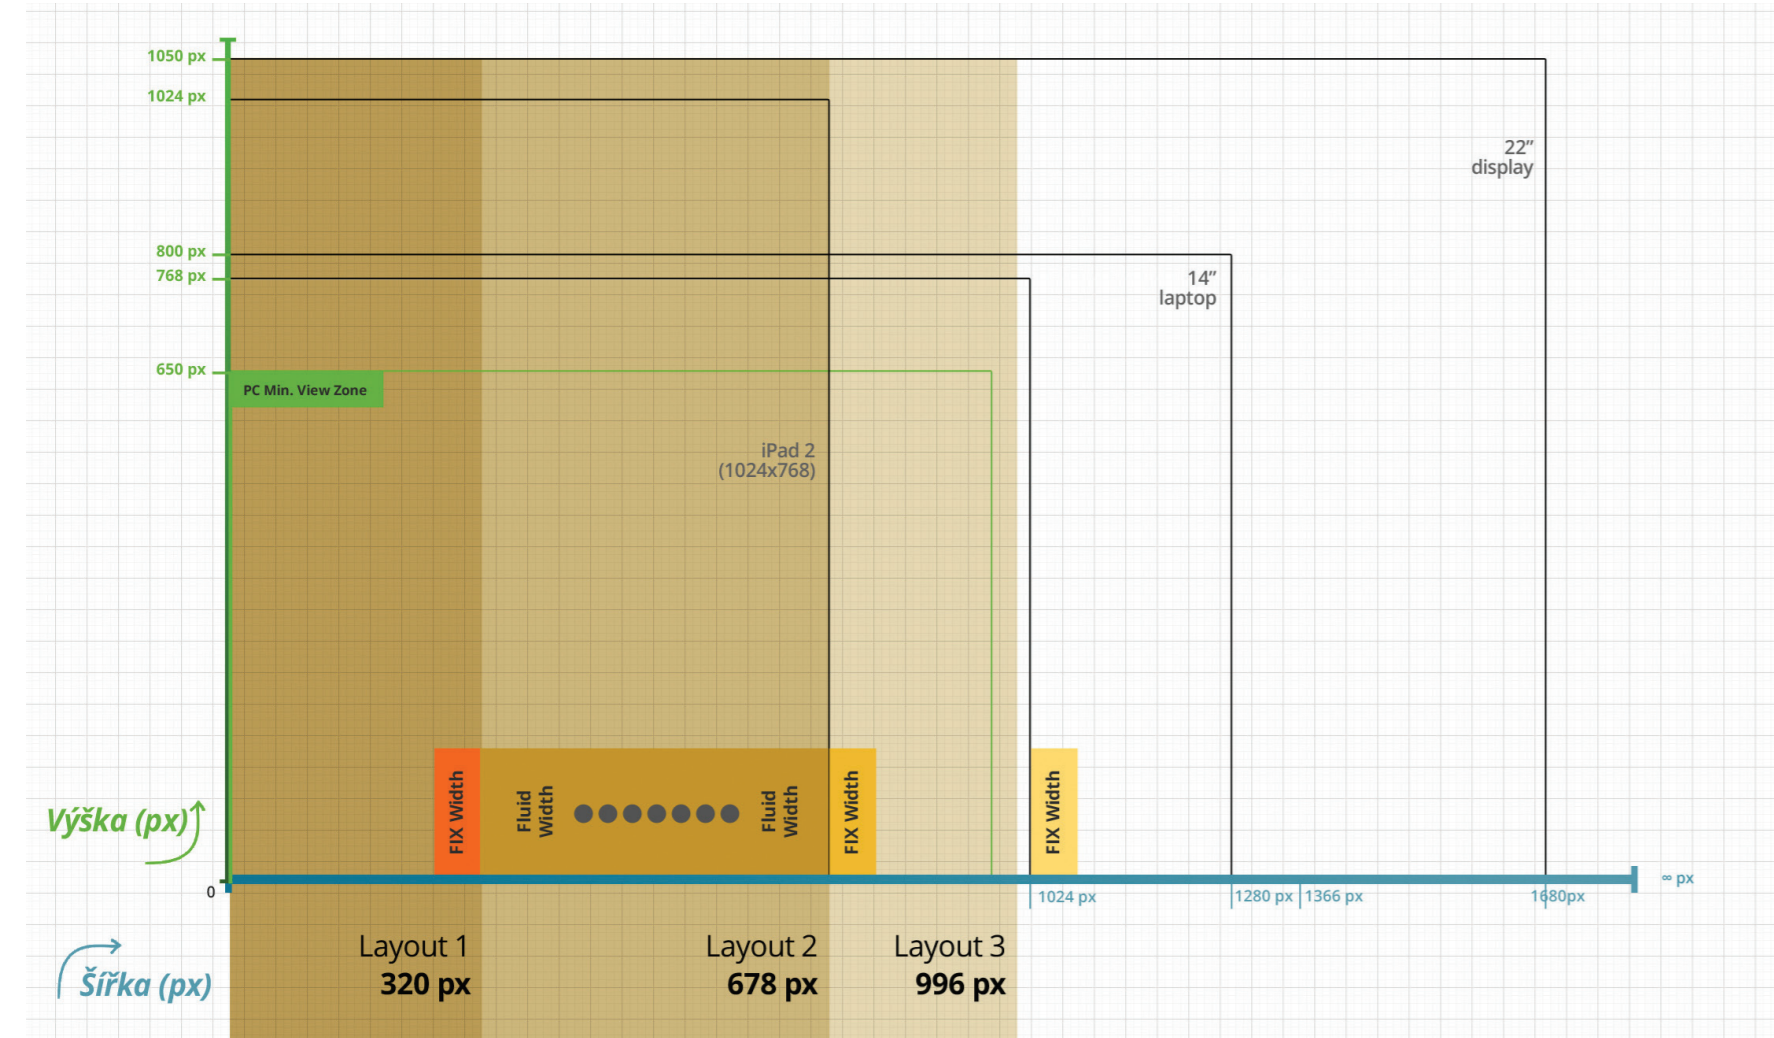 1050 px
1024 px
22”
display
800 px
768 px
14”
laptop
650 px
PC Min. View Zone
iPad 2
(1024x768)
FIX Width
Fluid
Width
Fluid
Width
FIX Width
FIX Width
Výška (px)
0
∞ px
1024 px
1280 px
1366 px
1680px
Layout 1
320 px
Layout 2
678 px
Layout 3
996 px
Šířka (px)